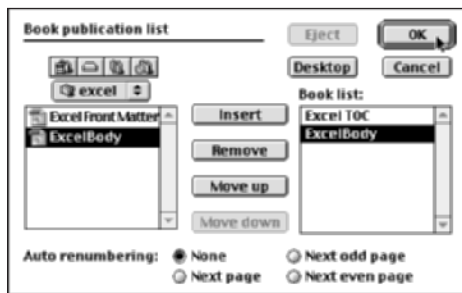 Book publication list
Eject
OK
Desktop
Cancel
excel
Book list:
Excel Front Matter
ExcelBody
Insert
Remove
Move up
Move down
Excel TOC
ExcelBody
Auto renumbering: None Next odd page
Next page Next even page